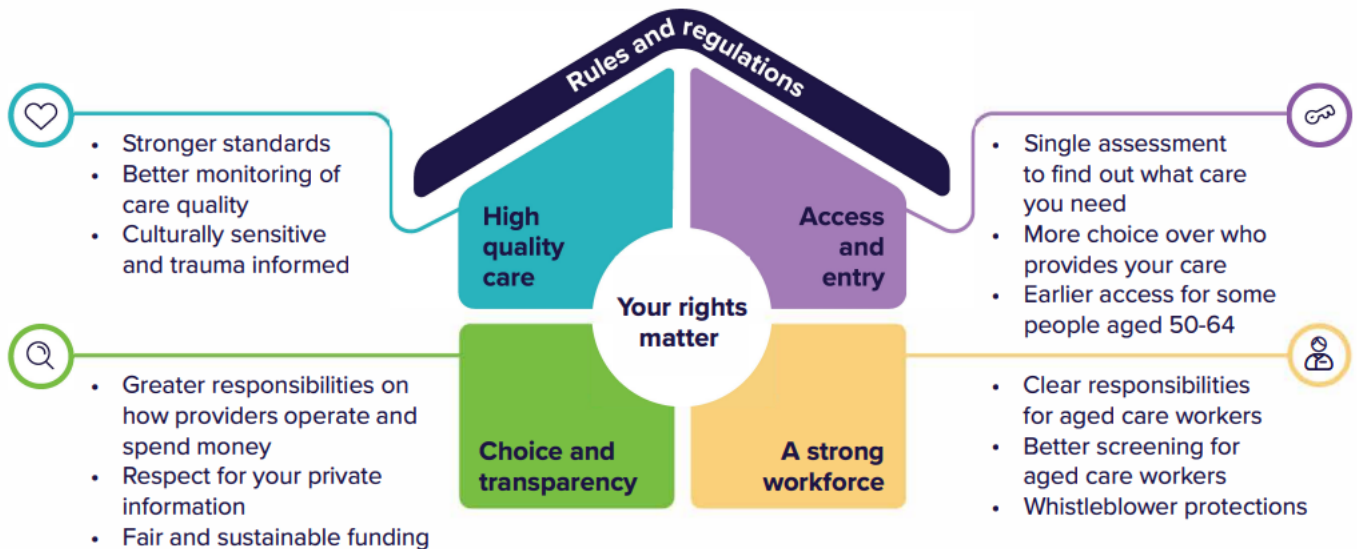 Rules and regulations
• Stronger standards
• Better monitoring of
care quality
• Culturally sensitive
and trauma informed
High
quality
care
Access
and
entry
• Single assessment
to find out what care
you need
• More choice over who
provides your care
• Earlier access for some
people aged 50-64
Your rights
matter
• Greater responsibilities on
how providers operate and
spend money
• Respect for your private
information
• Fair and sustainable funding
Choice and
transparency
A strong
workforce
• Clear responsibilities
for aged care workers
• Better screening for
aged care workers
• Whistleblower protections